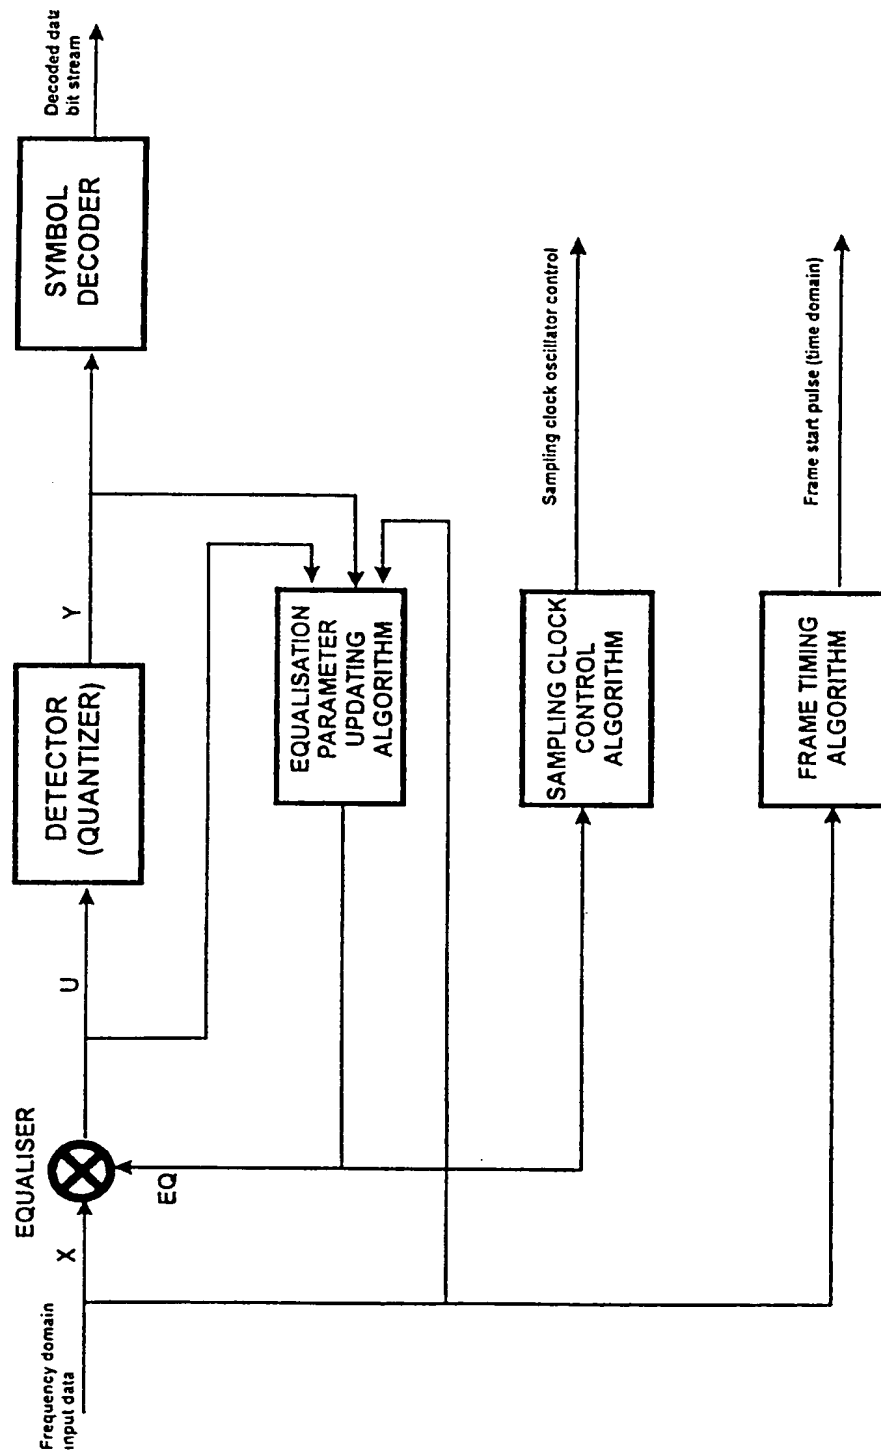 Frequency domain
input data
X
EQUALISER
EQ
U
DETECTOR
(QUANTIZER)
Y
SYMBOL
DECODER
Decoded data
bit stream
EQUALISATION
PARAMETER
UPDATING
ALGORITHM
SAMPLING CLOCK
CONTROL
ALGORITHM
Sampling clock oscillator control
FRAME TIMING
ALGORITHM
Frame start pulse (time domain)